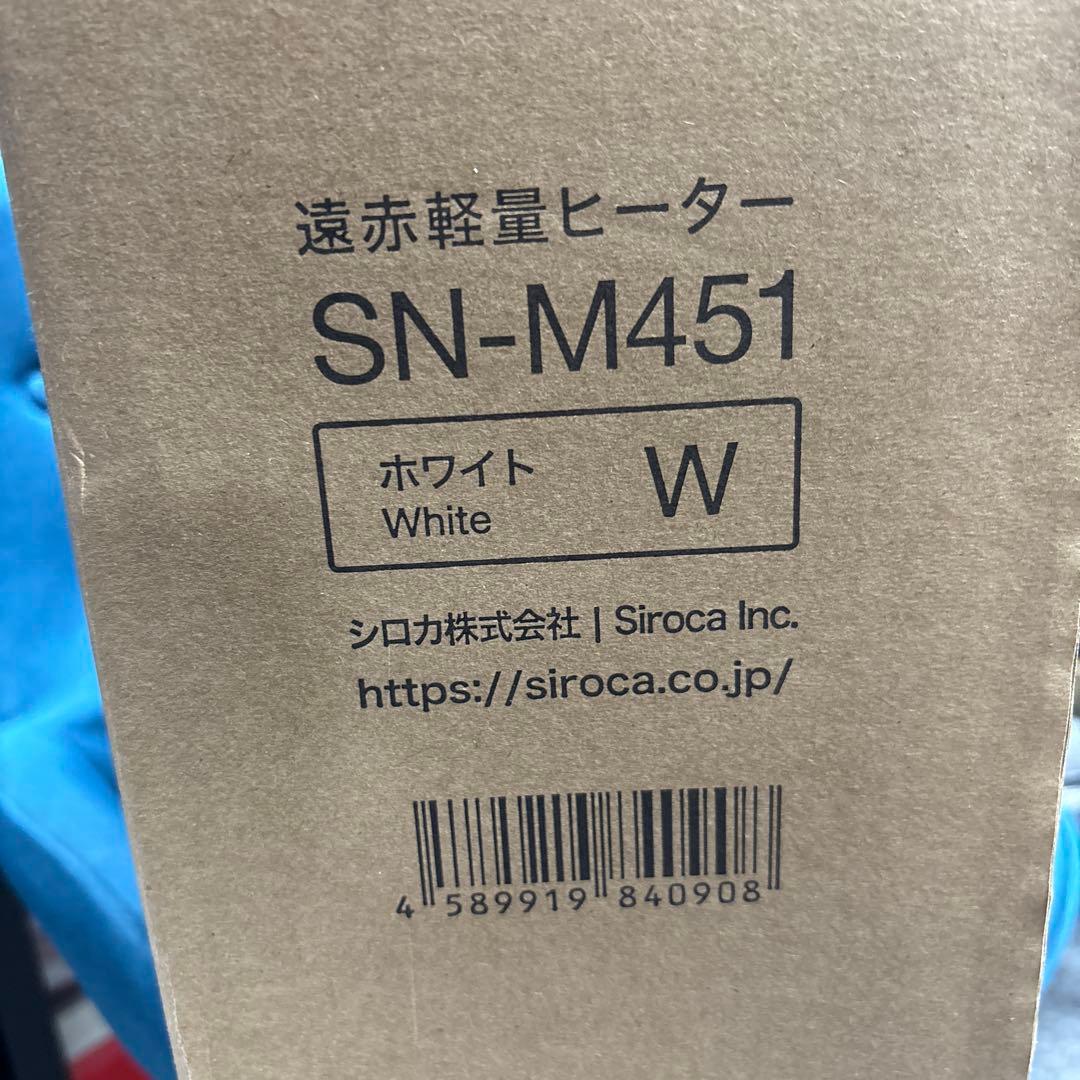 遠赤軽量ヒーター
SN-M451
ホワイト W
White
シロカ株式会社 | Siroca Inc.
https://siroca.co.jp/
4 589919 840908